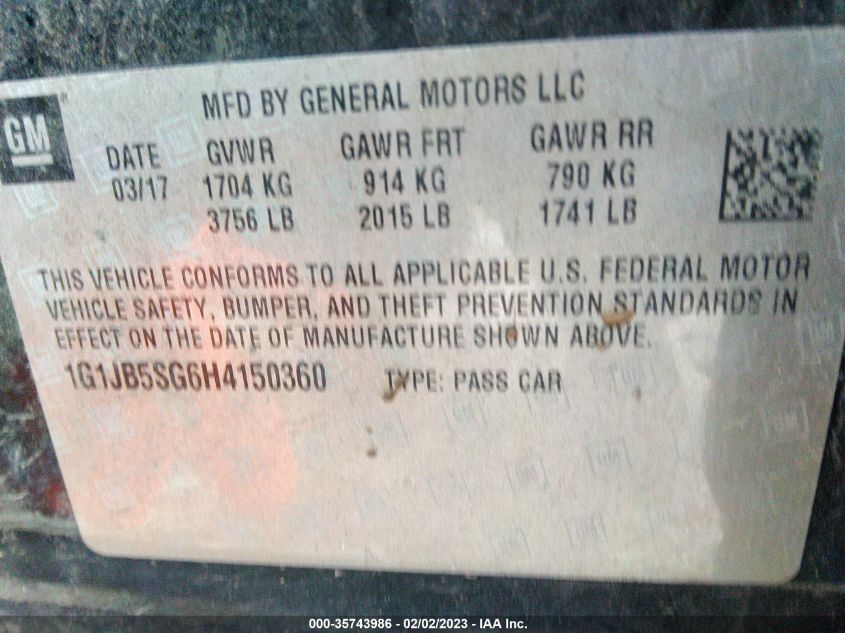 MFD BY GENERAL MOTORS LLC
GM
DATE GVWR GAWR FRT GAWR RR
03/17 1704 KG 914 KG 790 KG
3756 LB 2015 LB 1741 LB
THIS VEHICLE CONFORMS TO ALL APPLICABLE U.S. FEDERAL MOTOR
VEHICLE SAFETY, BUMPER, AND THEFT PREVENTION STANDARDS IN
EFFECT ON THE DATE OF MANUFACTURE SHOWN ABOVE.
1G1JB5SG6H4150360 TYPE: PASS CAR
000-35743986 - 02/02/2023 - IAA Inc.